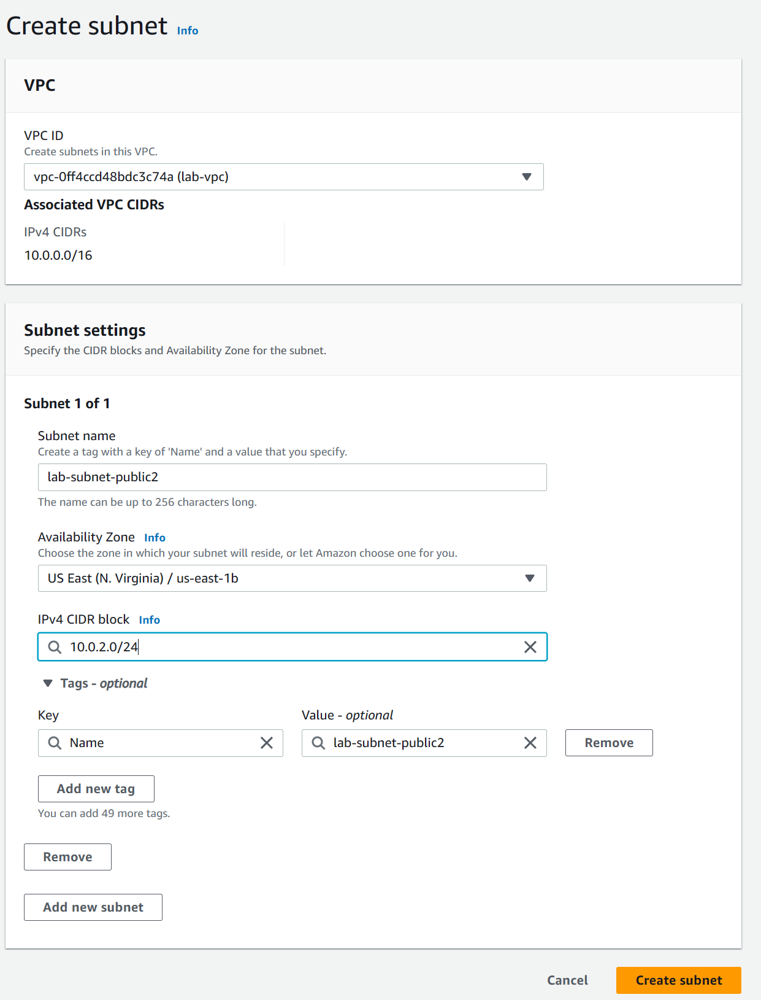 Create subnet Info
VPC
VPC ID
Create subnets in this VPC.
vpc-0ff4ccd48bdc3c74a (lab-vpc)
Associated VPC CIDRs
IPv4 CIDRs
10.0.0.0/16
Subnet settings
Specify the CIDR blocks and Availability Zone for the subnet.
Subnet 1 of 1
Subnet name
Create a tag with a key of 'Name' and a value that you specify.
lab-subnet-public2
The name can be up to 256 characters long.
Availability Zone Info
Choose the zone in which your subnet will reside, or let Amazon choose one for you.
US East (N. Virginia) / us-east-1b
IPv4 CIDR block Info
10.0.2.0/24
Tags - optional
Key Value - optional
Name lab-subnet-public2 Remove
Add new tag
You can add 49 more tags.
Remove
Add new subnet
Cancel Create subnet